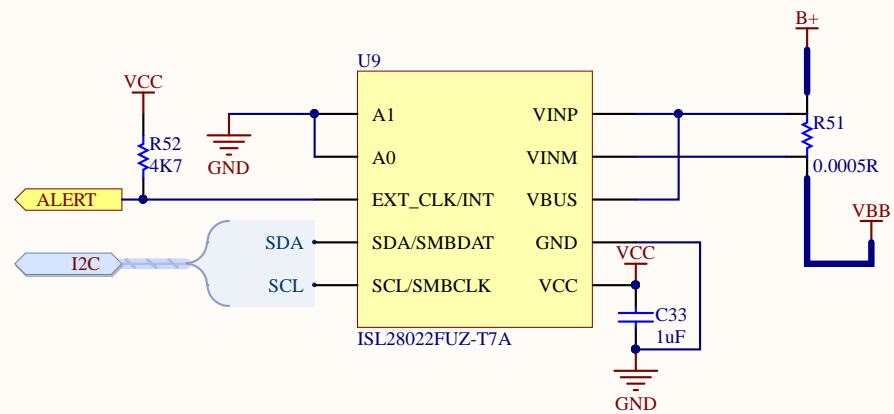 B+
U9
VCC
A1
VINP
R51
R52
4K7
GND
A0
VINM
0.0005R
ALERT
EXT_CLK/INT
VBUS
VBB
SDA
SDA/SMBDAT
GND
VCC
I2C
SCL
SCL/SMBCLK
VCC
C33
1uF
ISL28022FUZ-T7A
GND